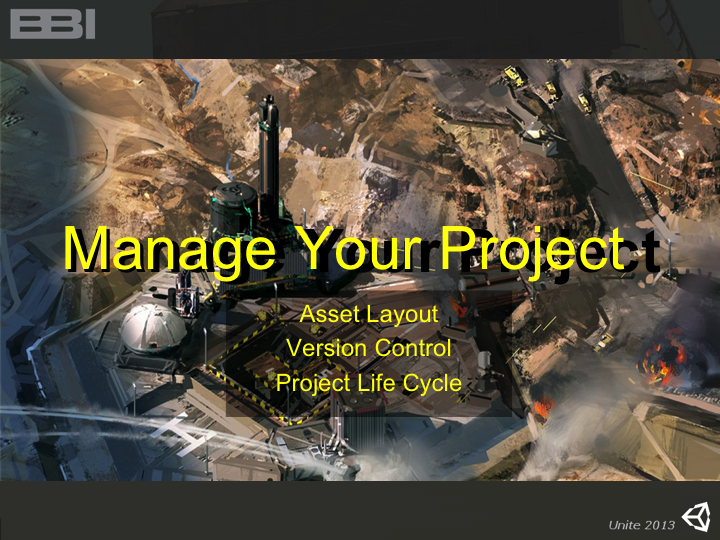 BBI
Manage Your Project
Asset Layout
Version Control
Project Life Cycle
Unite 2013